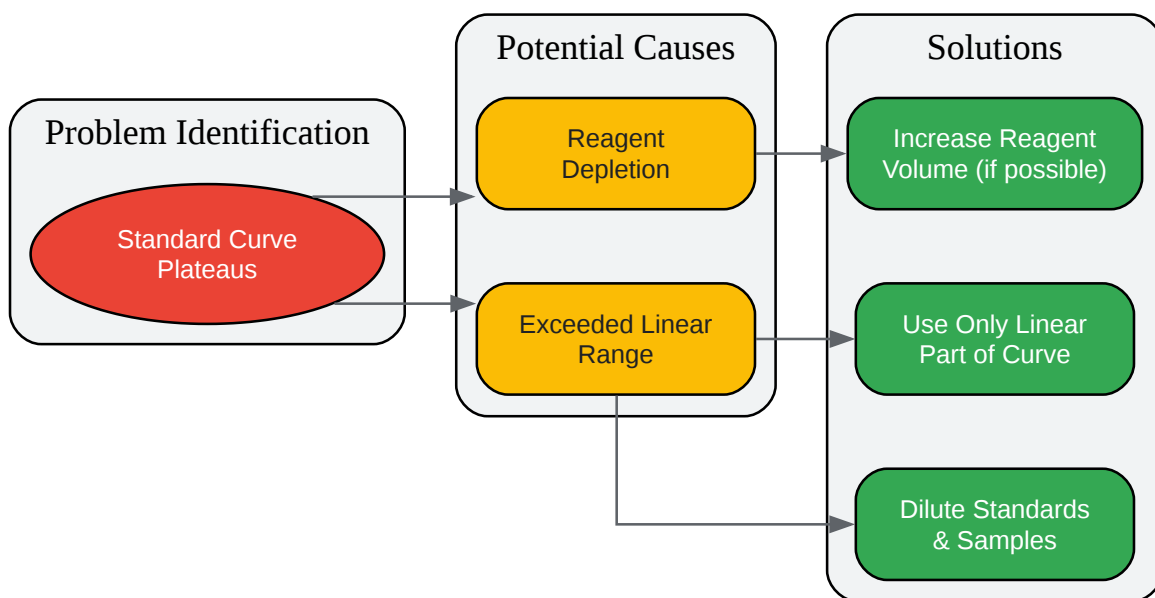 Problem Identification
Standard Curve
Plateaus
Potential Causes
Reagent
Depletion
Exceeded Linear
Range
Solutions
Increase Reagent
Volume (if possible)
Use Only Linear
Part of Curve
Dilute Standards
& Samples